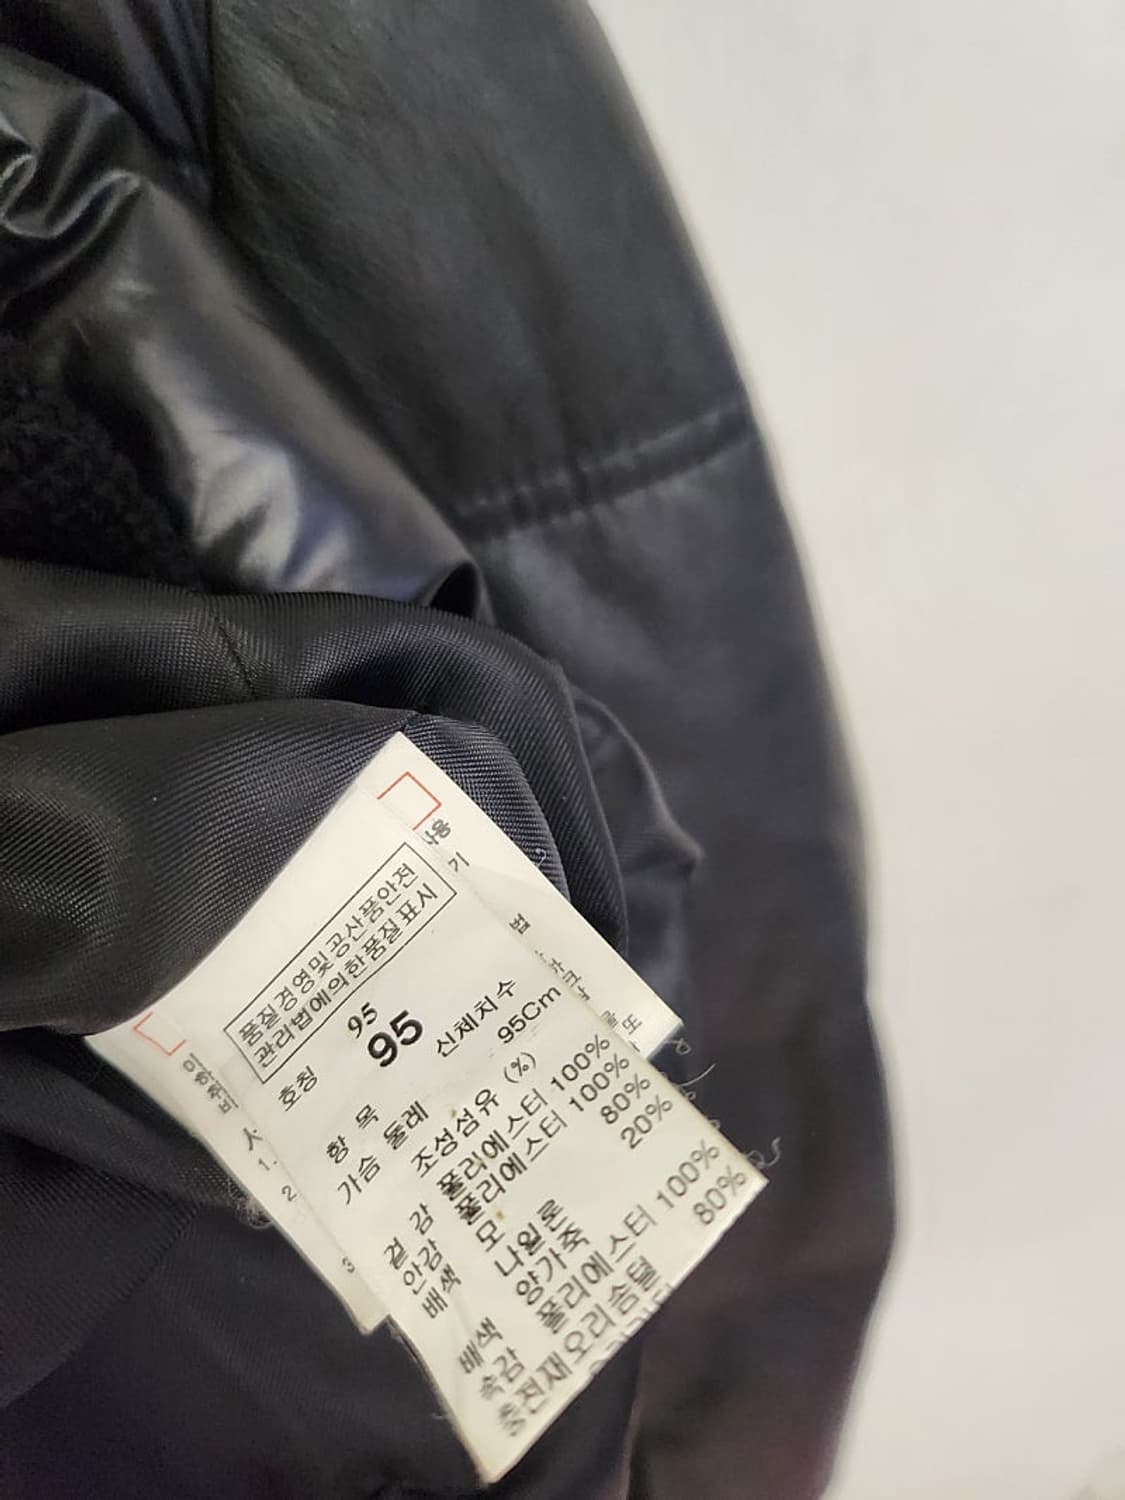 품질경영및공산품안전
관리법에의한품질표시
95
호칭 95
항 목 신체치수
가슴 둘레 95Cm
조성섬유 (%)
겉 감 폴리에스터 100%
안감 폴리에스터 100%
배색 모 80%
나일론 20%
배색 양가죽
속감 폴리에스터 100%
충전재 오리솜털 80%
1.
2
3